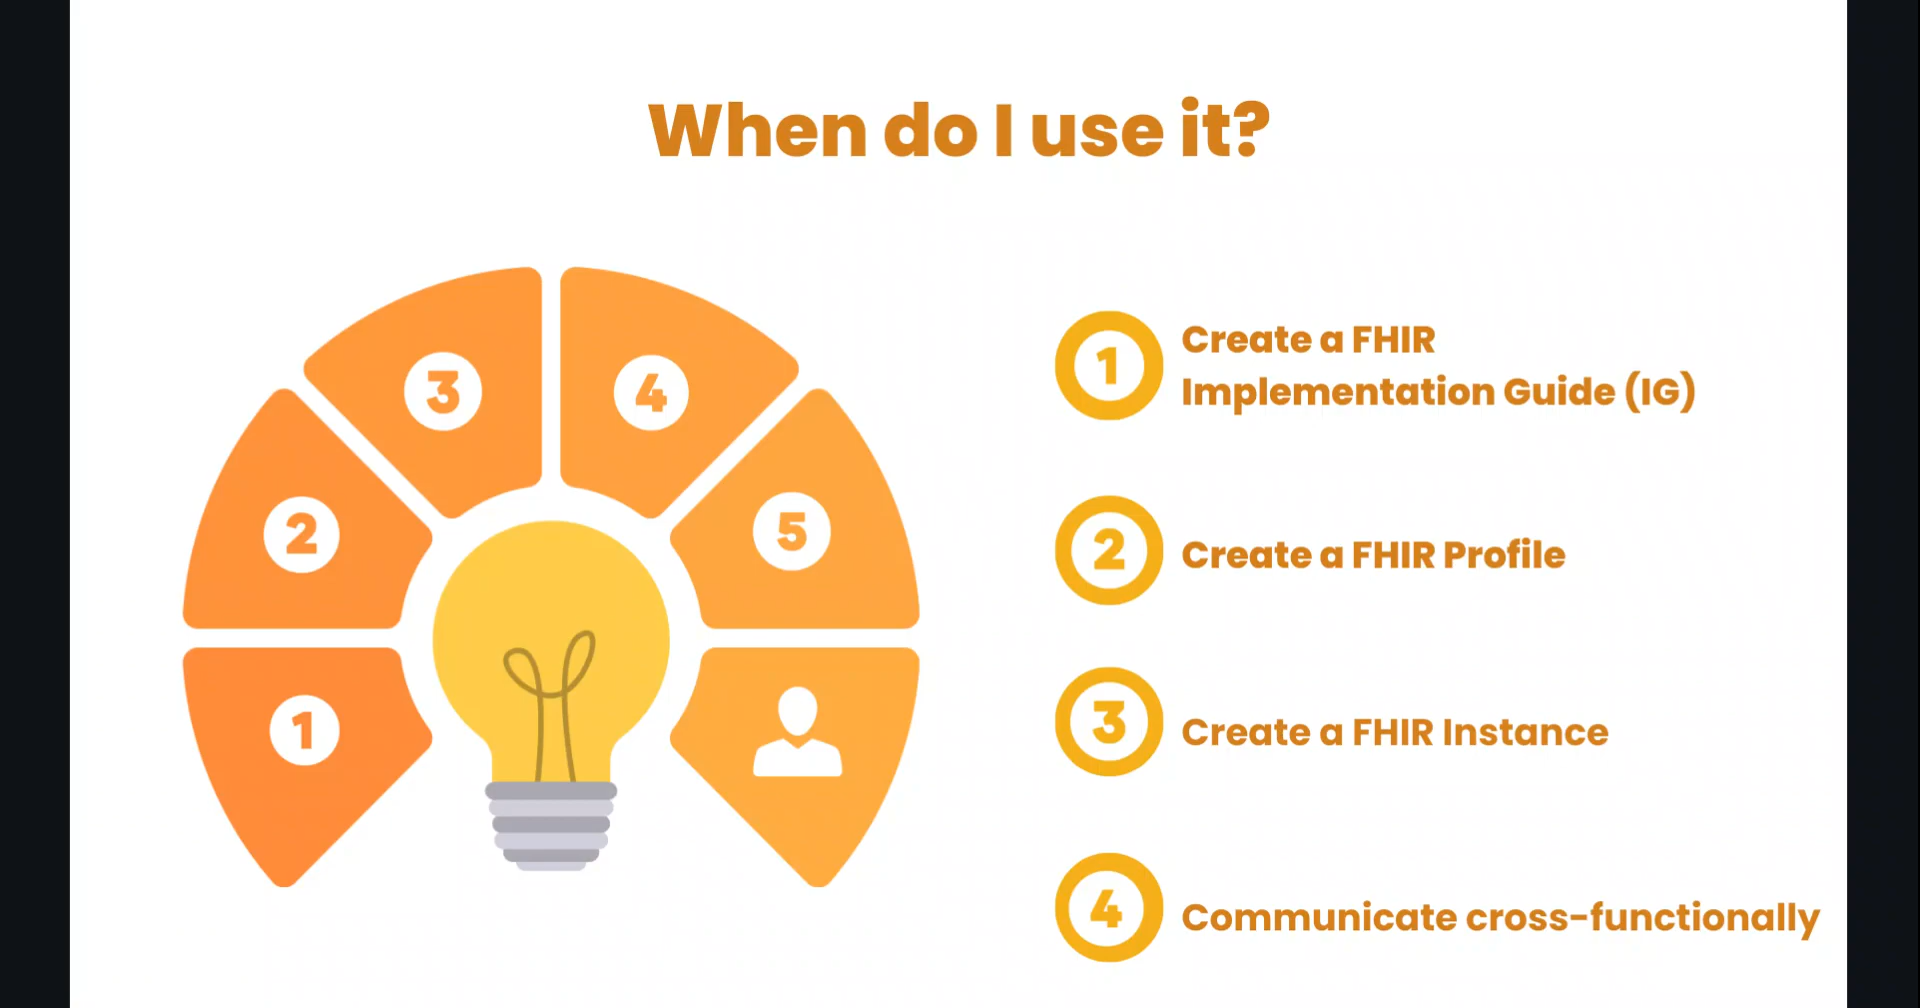 When do I use it?
3
4
2
5
1
1
Create a FHIR
Implementation Guide (IG)
2
Create a FHIR Profile
3
Create a FHIR Instance
4
Communicate cross-functionally